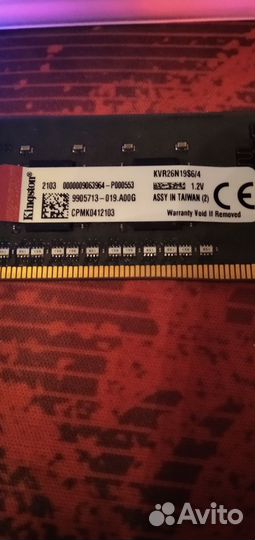 Kingston
2103 0000009063964-P000553
9905713-019.A00G
CPMK0412103
KVR26N19S6/4
1.2V
ASSY IN TAIWAN (2)
Warranty Void If Removed
CE
Avito